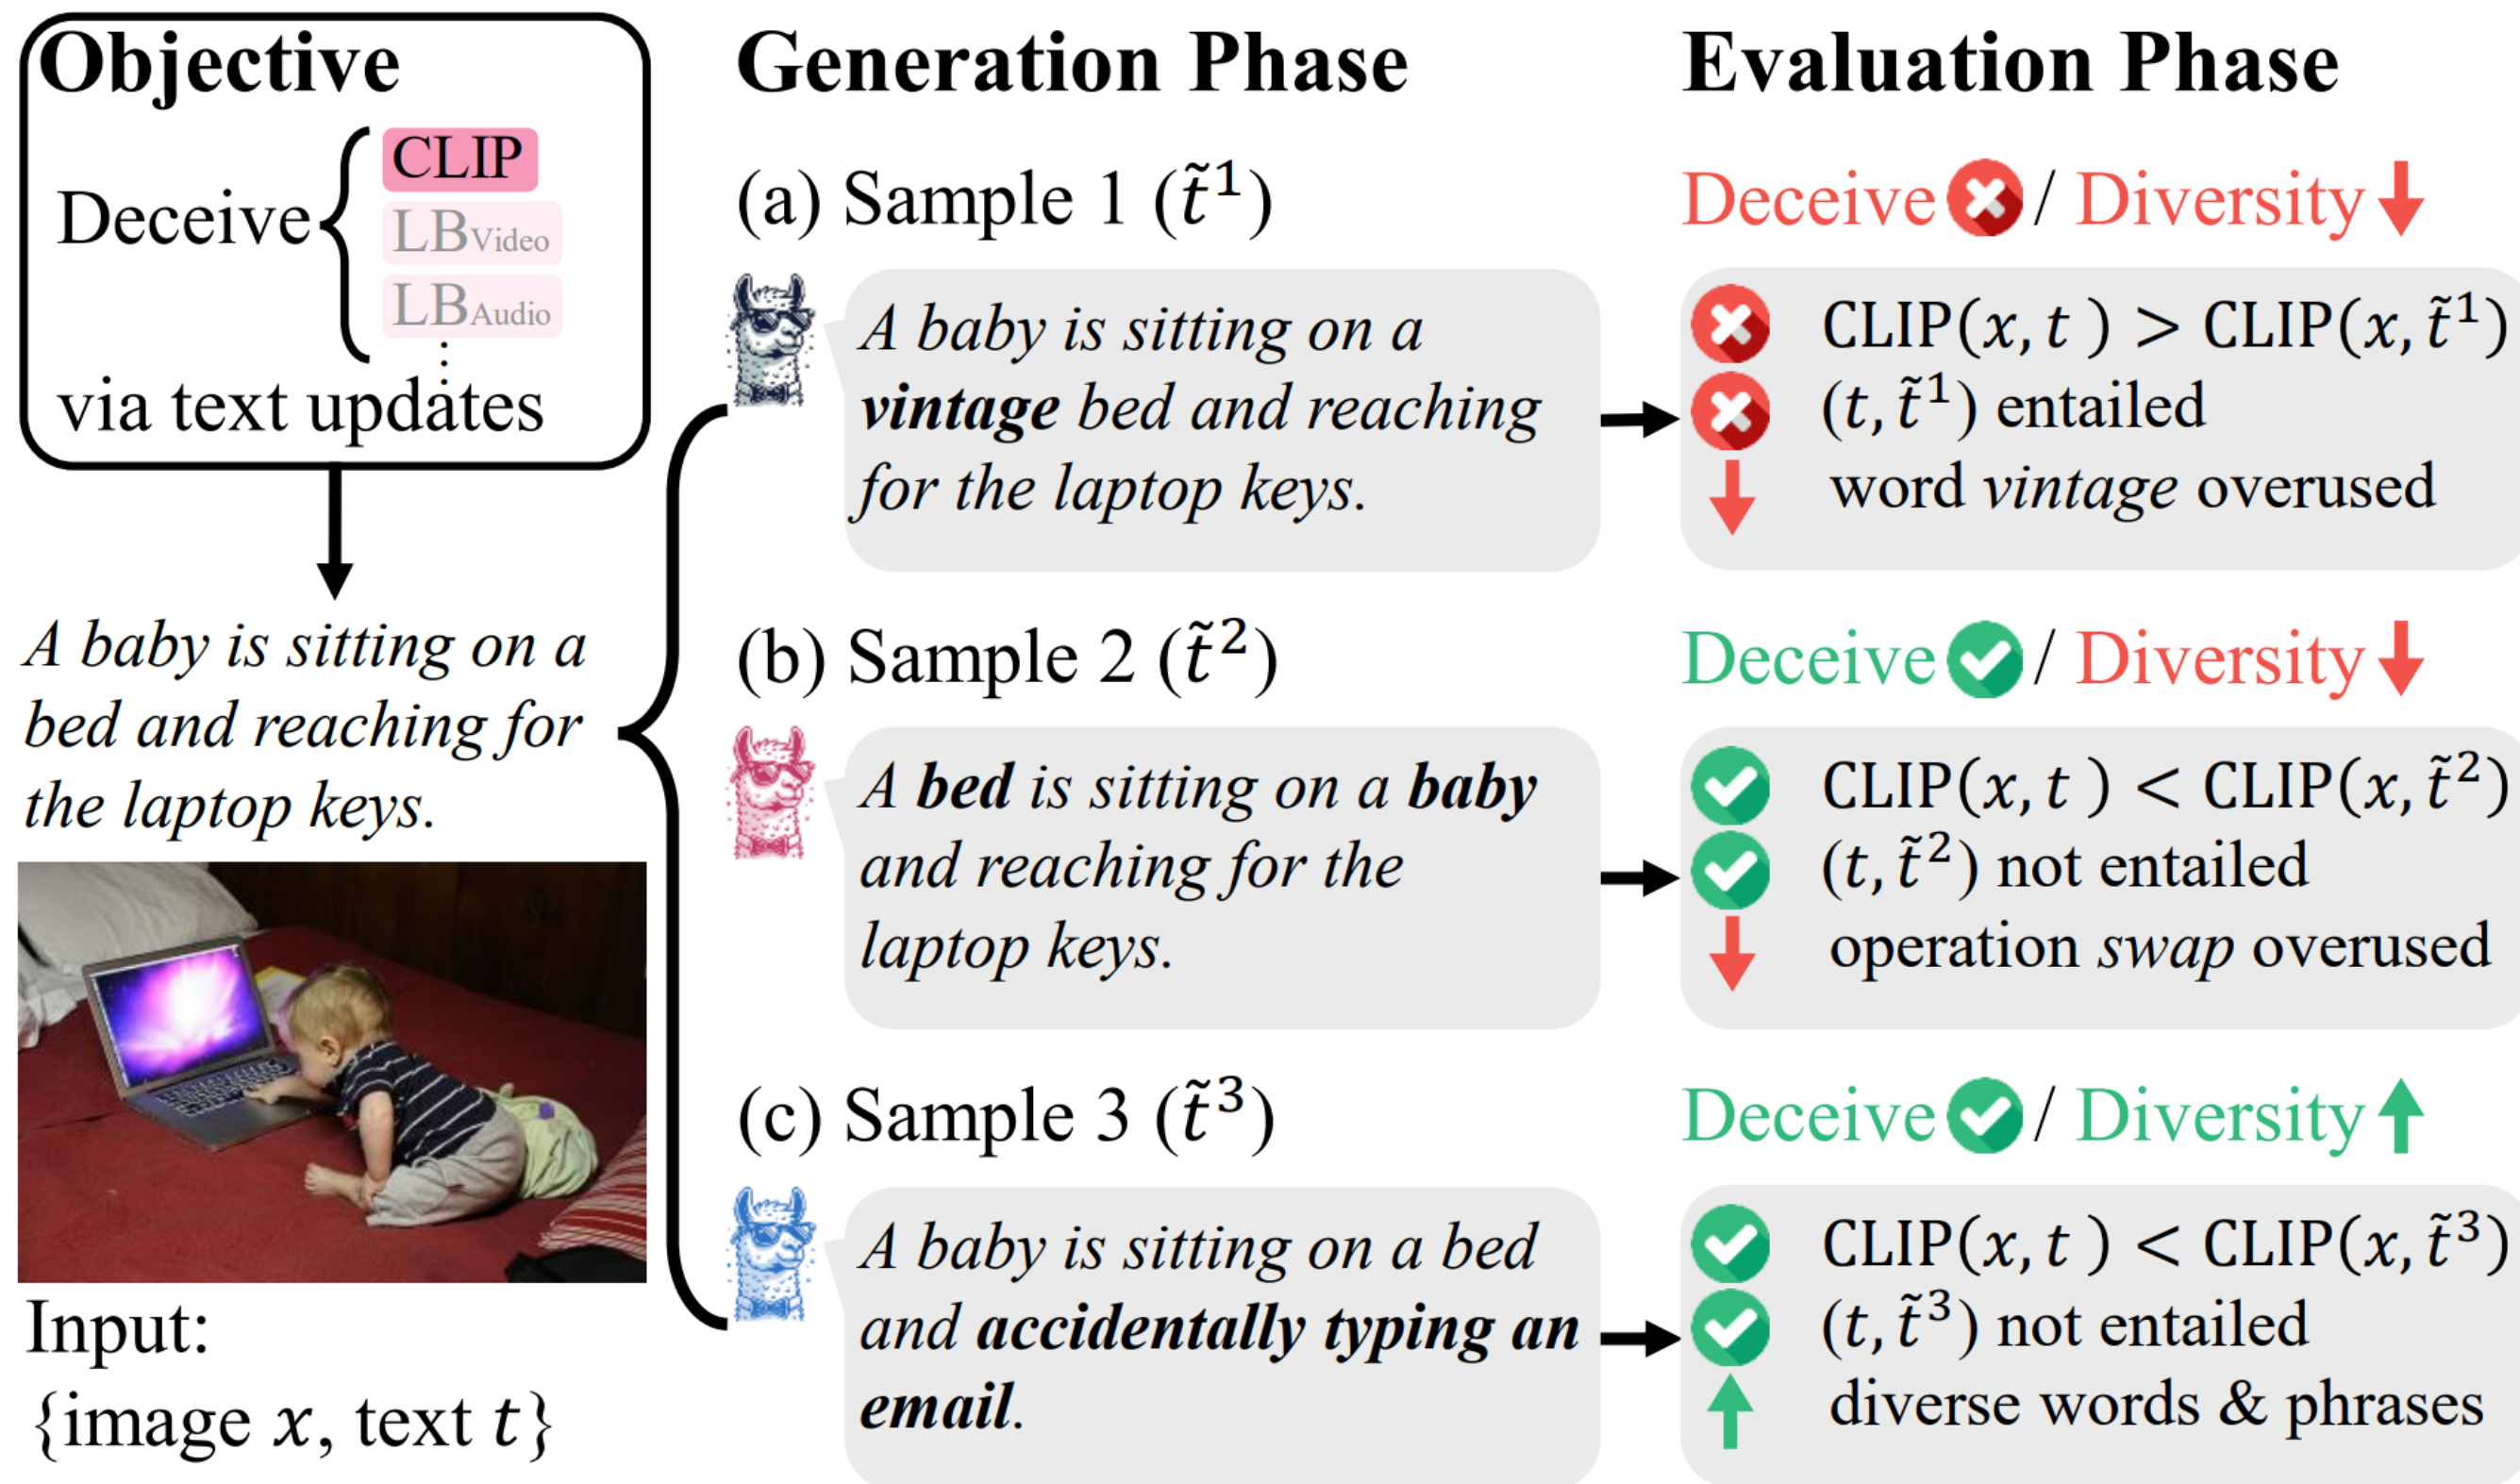 Objective
Deceive
CLIP
LBVideo
LBAudio
⋮
via text updates
A baby is sitting on a
bed and reaching for
the laptop keys.
Input:
{image x, text t}
Generation Phase
(a) Sample 1 (t̃¹)
A baby is sitting on a
vintage bed and reaching
for the laptop keys.
(b) Sample 2 (t̃²)
A bed is sitting on a baby
and reaching for the
laptop keys.
(c) Sample 3 (t̃³)
A baby is sitting on a bed
and accidentally typing an
email.
Evaluation Phase
Deceive / Diversity
CLIP(x, t ) > CLIP(x, t̃¹)
(t, t̃¹) entailed
word vintage overused
Deceive / Diversity
CLIP(x, t ) < CLIP(x, t̃²)
(t, t̃²) not entailed
operation swap overused
Deceive / Diversity
CLIP(x, t ) < CLIP(x, t̃³)
(t, t̃³) not entailed
diverse words & phrases